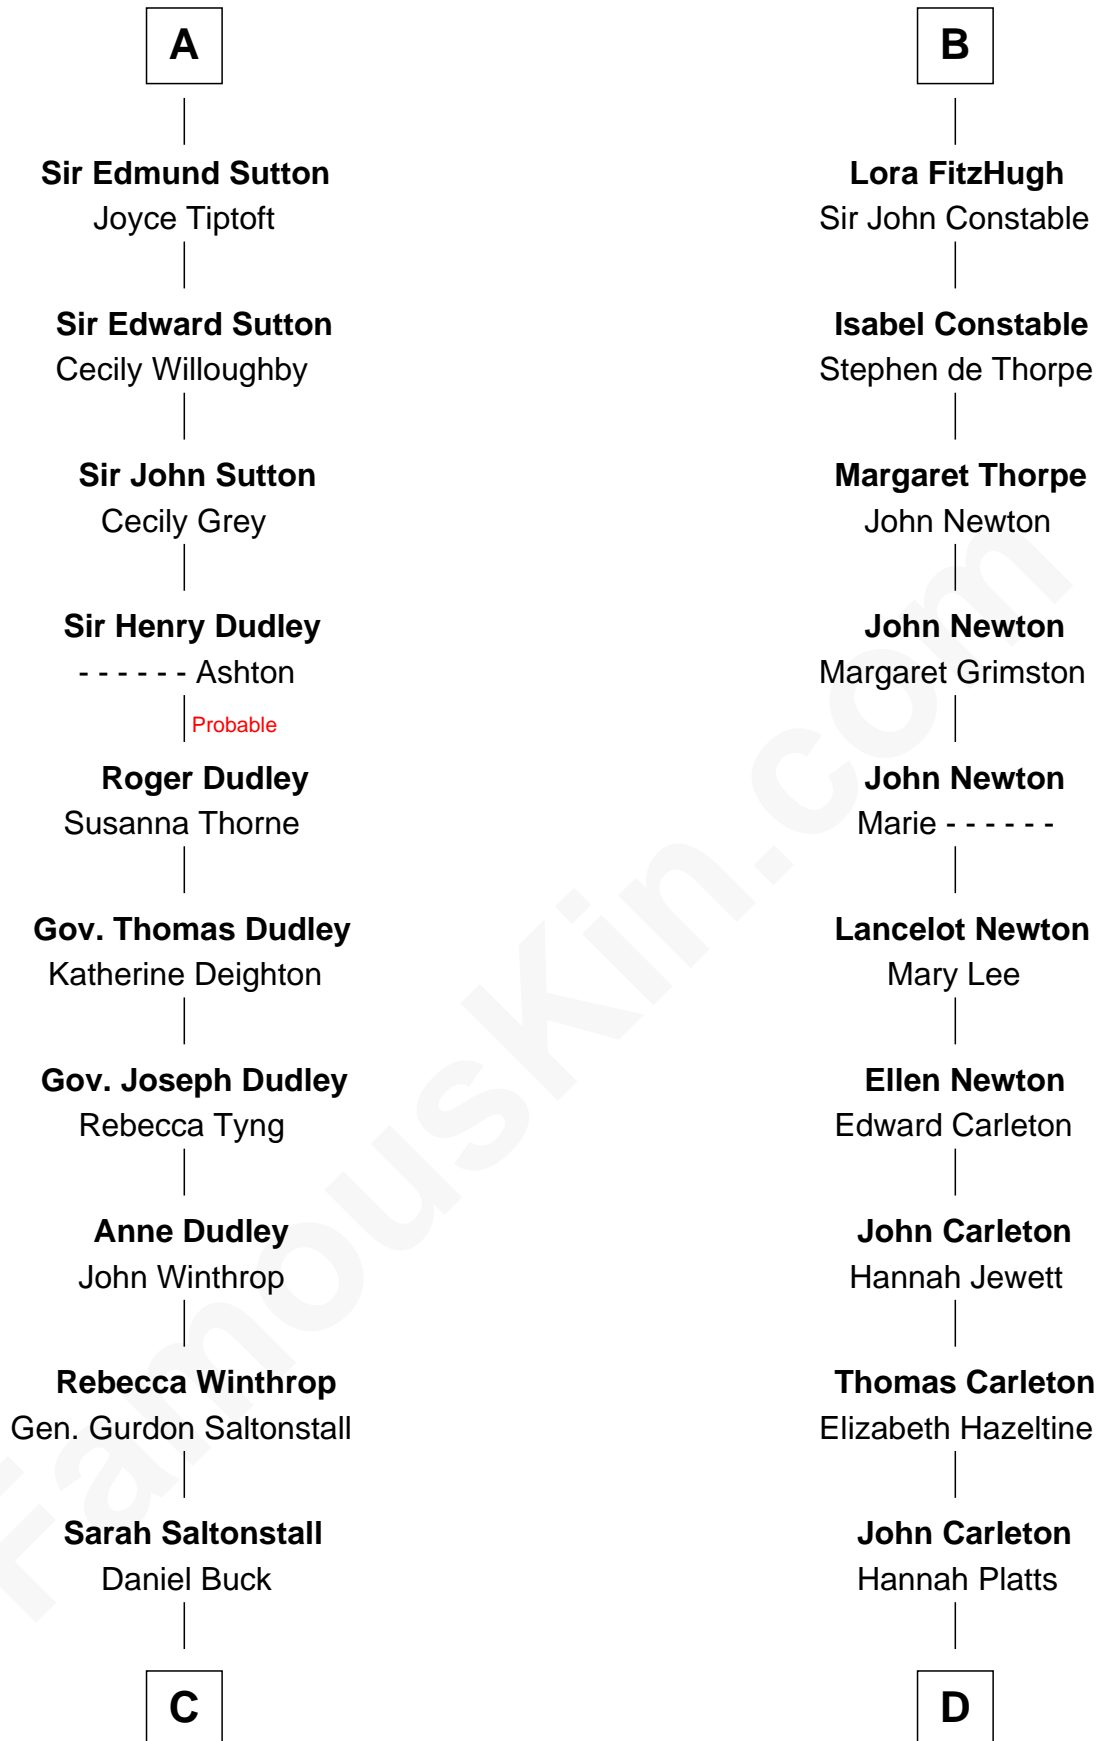 A
Sir Edmund Sutton
Joyce Tiptoft
Sir Edward Sutton
Cecily Willoughby
Sir John Sutton
Cecily Grey
Sir Henry Dudley
- - - - - - Ashton
Probable
Roger Dudley
Susanna Thorne
Gov. Thomas Dudley
Katherine Deighton
Gov. Joseph Dudley
Rebecca Tyng
Anne Dudley
John Winthrop
Rebecca Winthrop
Gen. Gurdon Saltonstall
Sarah Saltonstall
Daniel Buck
C
B
Lora FitzHugh
Sir John Constable
Isabel Constable
Stephen de Thorpe
Margaret Thorpe
John Newton
John Newton
Margaret Grimston
John Newton
Marie - - - - - -
Lancelot Newton
Mary Lee
Ellen Newton
Edward Carleton
John Carleton
Hannah Jewett
Thomas Carleton
Elizabeth Hazeltine
John Carleton
Hannah Platts
D
FamousKin.com